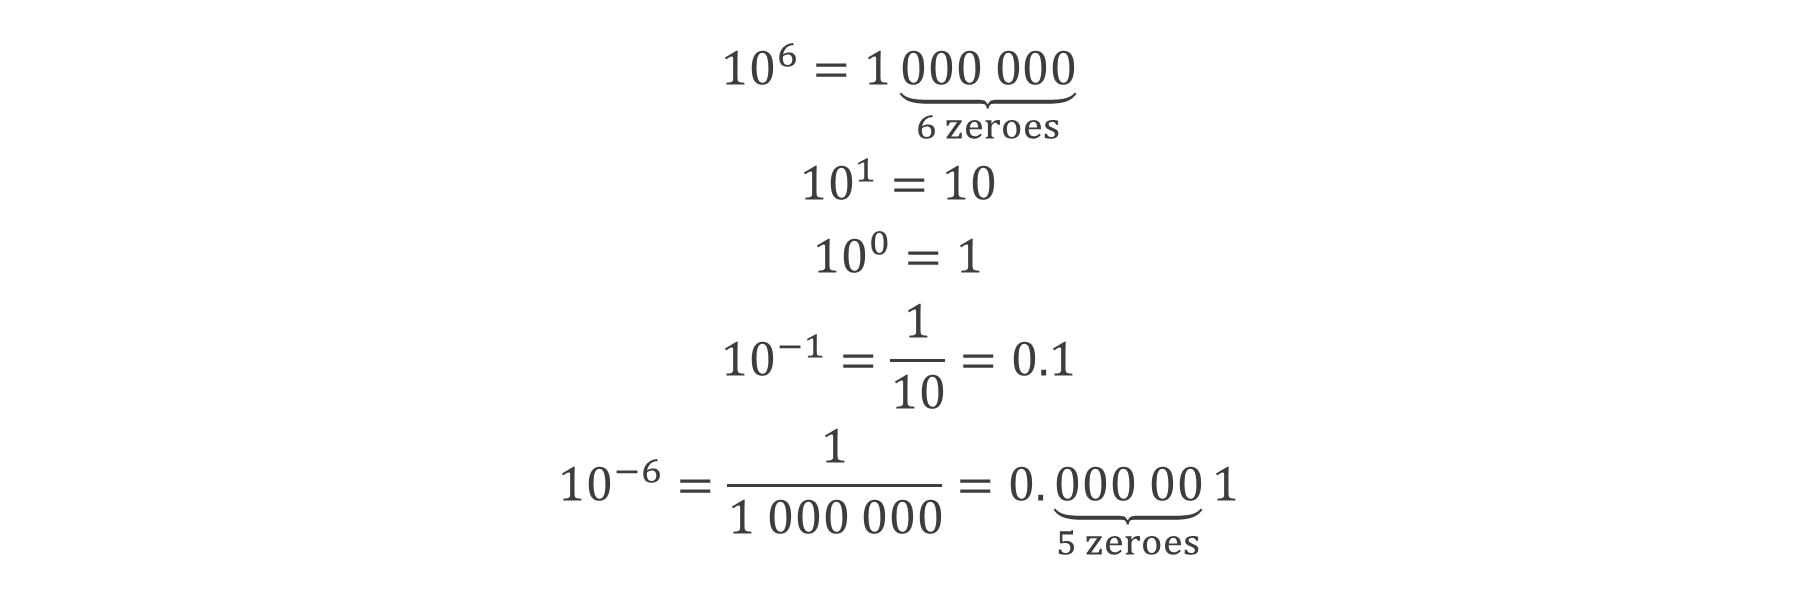 10⁶ = 1 000 000
6 zeroes
10¹ = 10
10⁰ = 1
10⁻¹ = 1/10 = 0.1
10⁻⁶ = 1/1 000 000 = 0. 000 00 1
5 zeroes